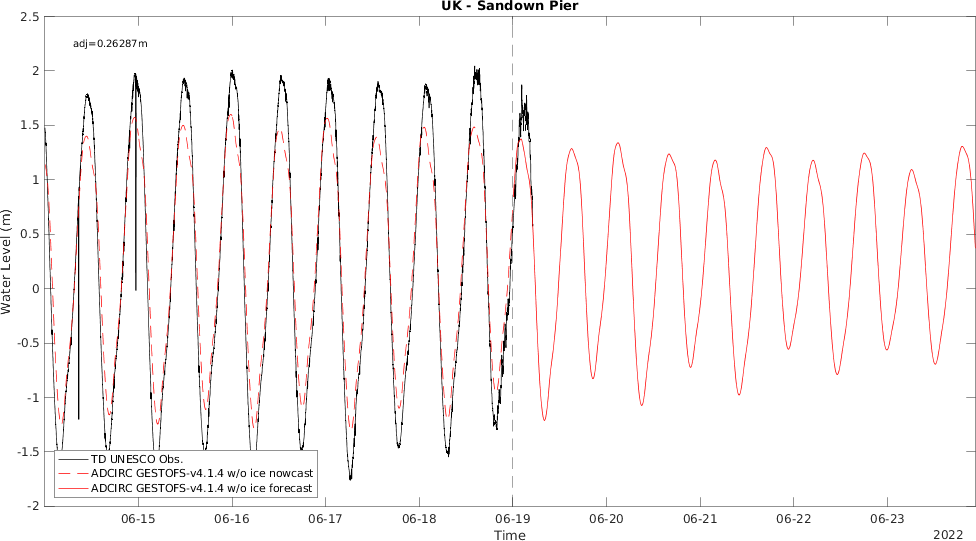 UK - Sandown Pier
adj=0.26287m
2.5
2
1.5
1
0.5
0
-0.5
-1
-1.5
-2
Water Level (m)
TD UNESCO Obs.
ADCIRC GESTOFS-v4.1.4 w/o ice nowcast
ADCIRC GESTOFS-v4.1.4 w/o ice forecast
06-15 06-16 06-17 06-18 06-19 06-20 06-21 06-22 06-23
Time
2022